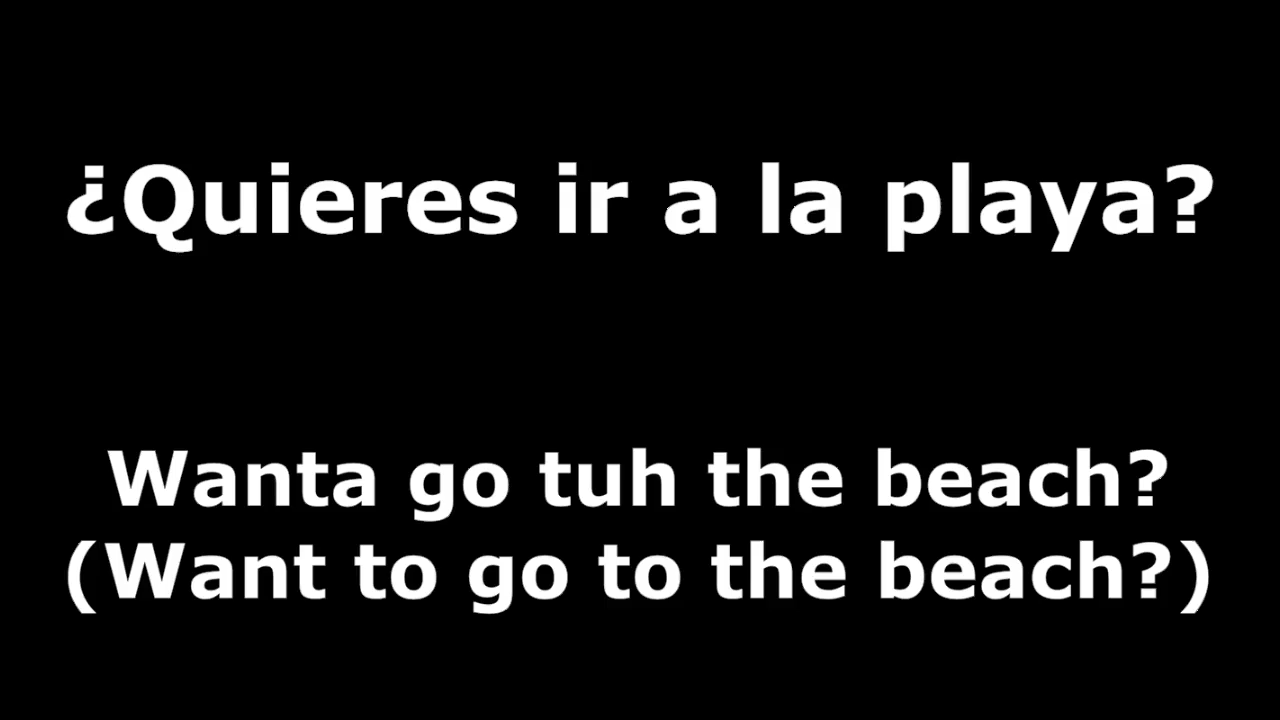 ¿Quieres ir a la playa?
Wanta go tuh the beach?
(Want to go to the beach?)